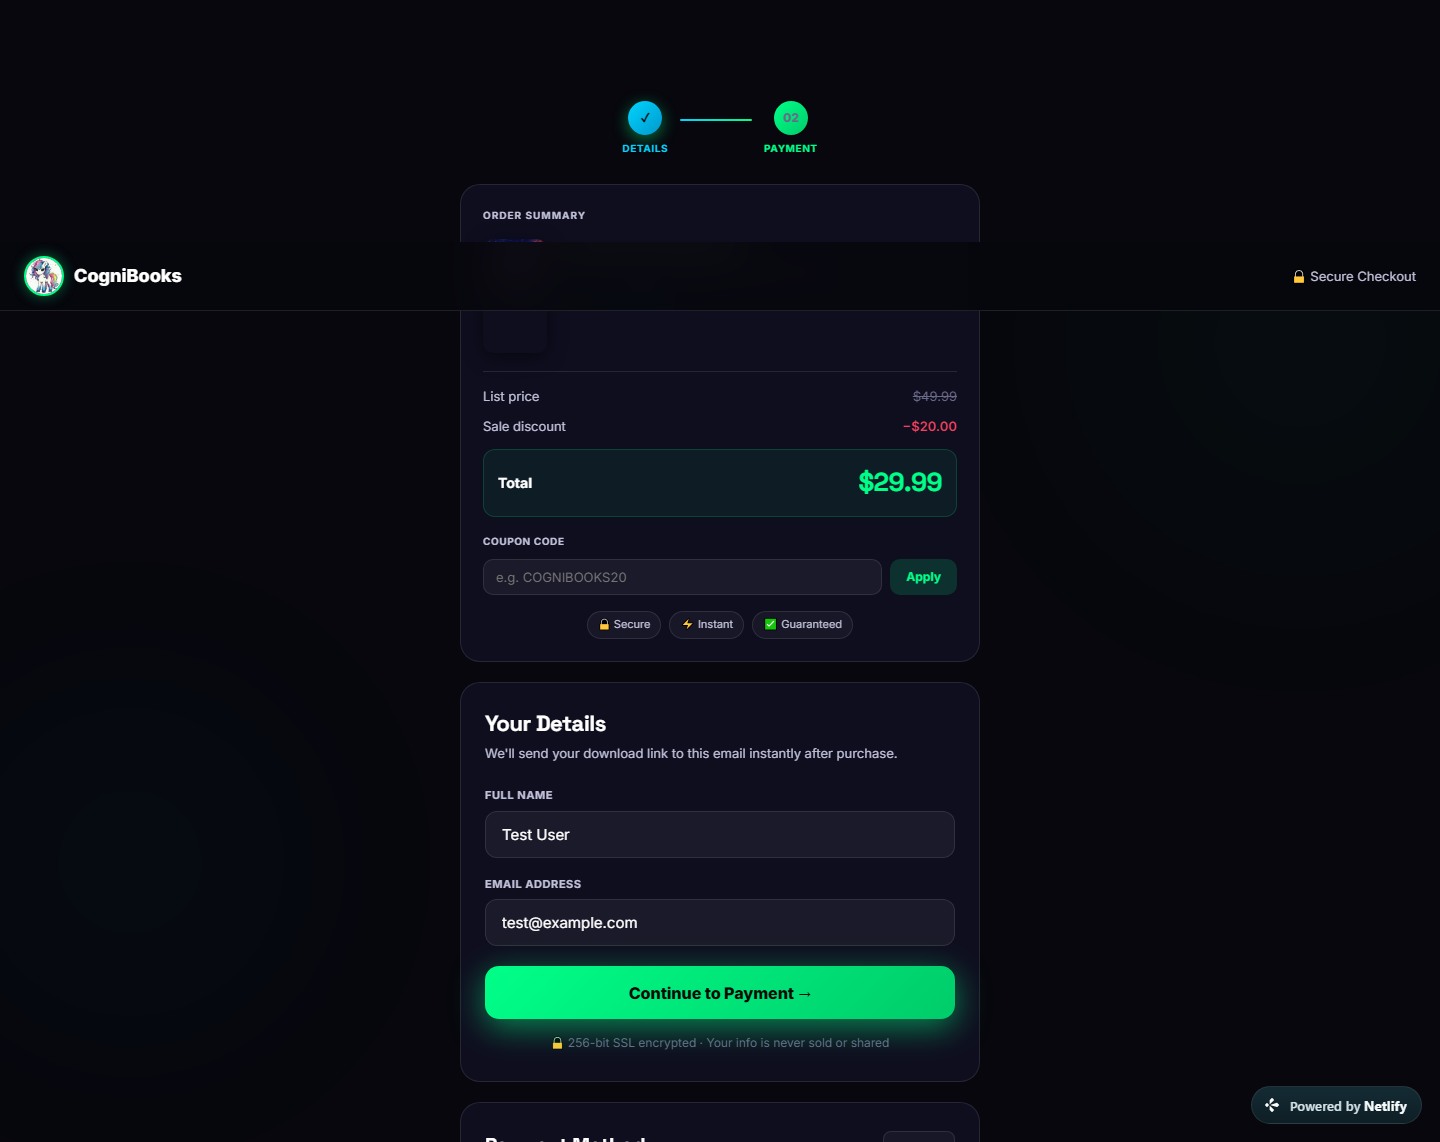 ✓ 02
DETAILS PAYMENT
ORDER SUMMARY
CogniBooks
🔒 Secure Checkout
List price $49.99
Sale discount −$20.00
Total $29.99
COUPON CODE
e.g. COGNIBOOKS20 Apply
🔒 Secure ⚡ Instant ✅ Guaranteed
Your Details
We'll send your download link to this email instantly after purchase.
FULL NAME
Test User
EMAIL ADDRESS
test@example.com
Continue to Payment →
🔒 256-bit SSL encrypted · Your info is never sold or shared
Powered by Netlify
Payment Method